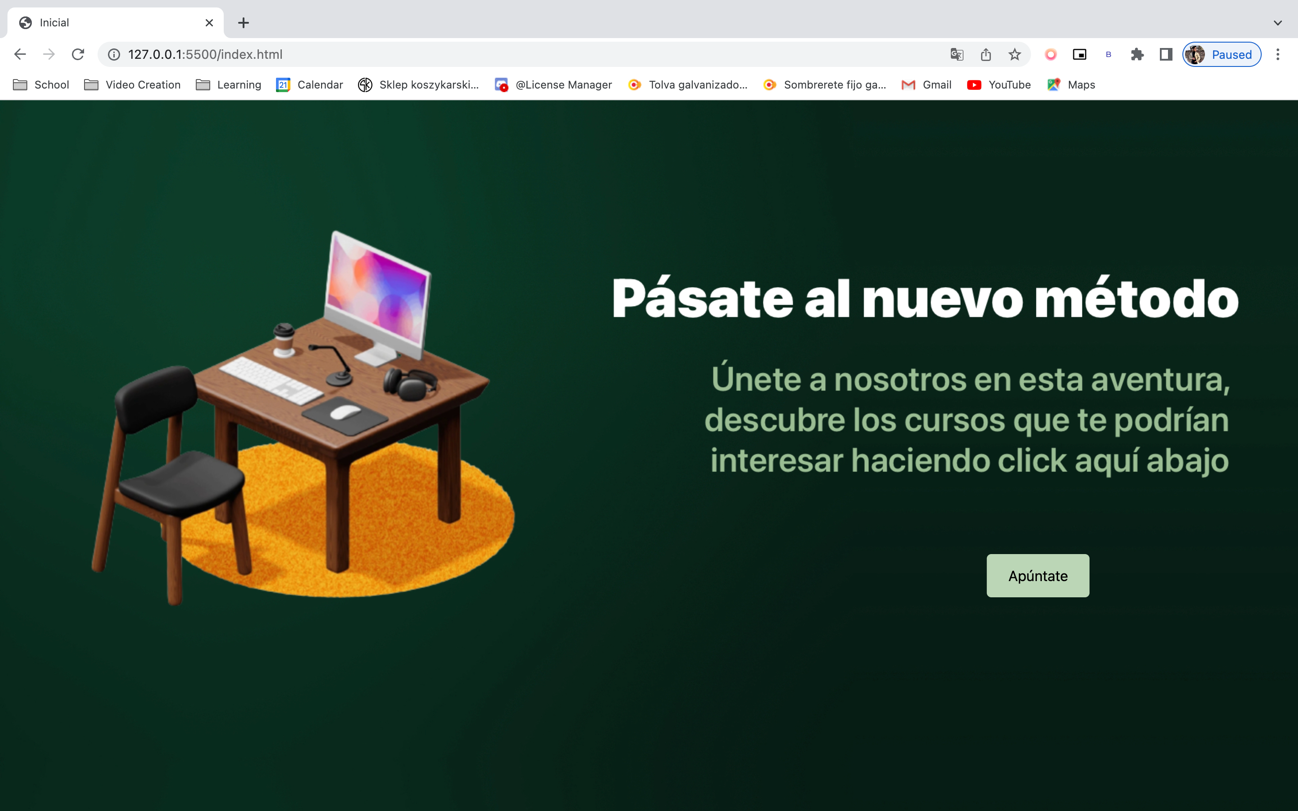 Inicial
127.0.0.1:5500/index.html
B
Paused
School
Video Creation
Learning
21
Calendar
Sklep koszykarski...
@License Manager
Tolva galvanizado...
Sombrerete fijo ga...
Gmail
YouTube
Maps
Pásate al nuevo método
Únete a nosotros en esta aventura,
descubre los cursos que te podrían
interesar haciendo click aquí abajo
Apúntate